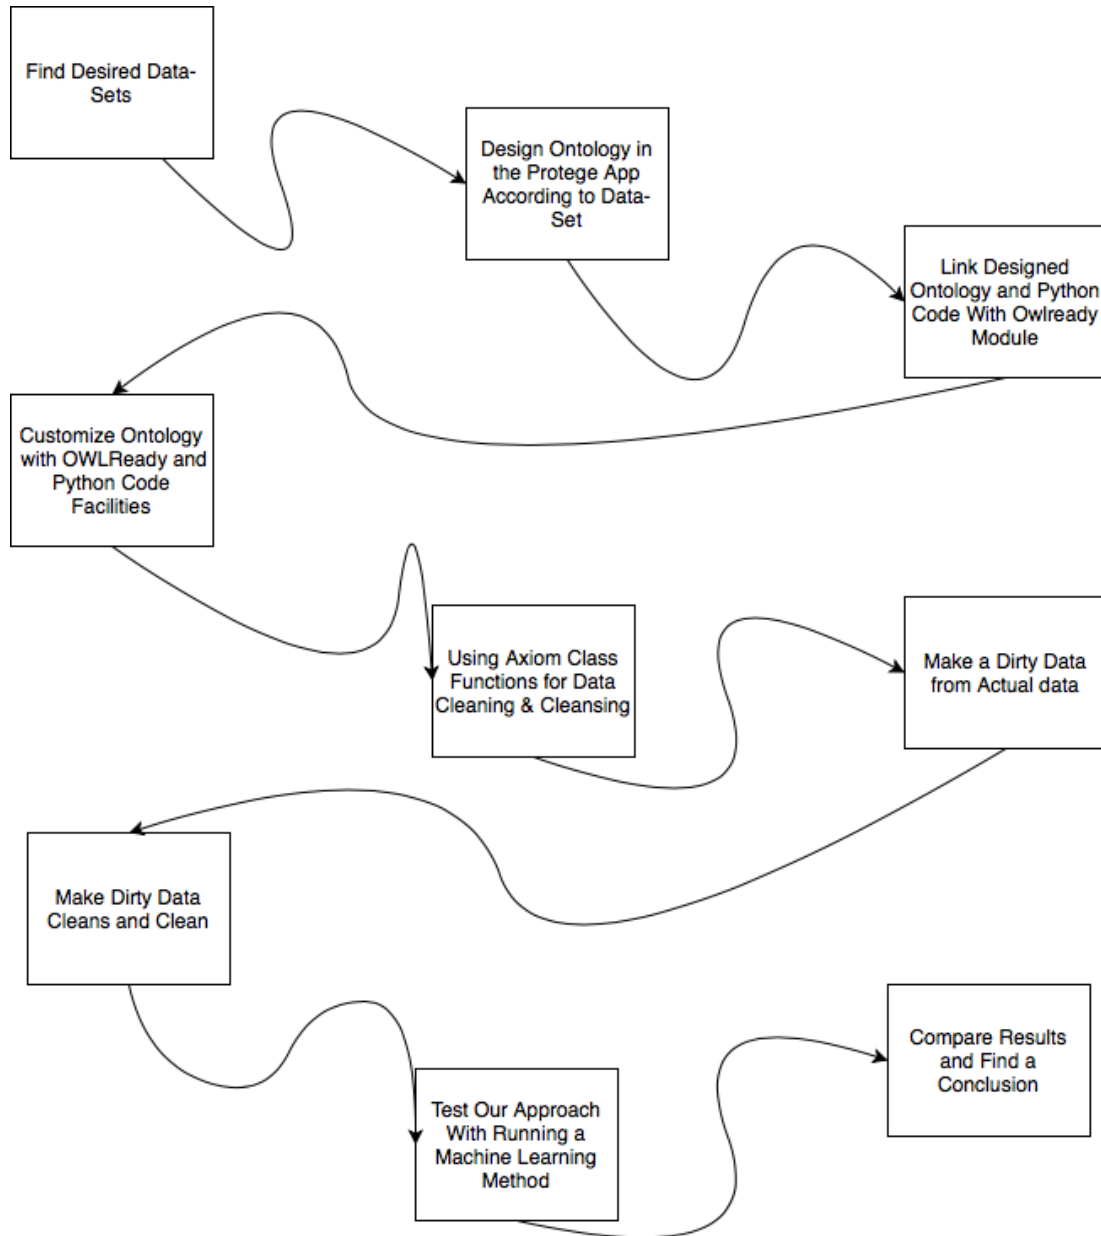 Find Desired Data-
Sets
Design Ontology in
the Protege App
According to Data-
Set
Link Designed
Ontology and Python
Code With Owlready
Module
Customize Ontology
with OWLReady and
Python Code
Facilities
Using Axiom Class
Functions for Data
Cleaning & Cleansing
Make a Dirty Data
from Actual data
Make Dirty Data
Cleans and Clean
Test Our Approach
With Running a
Machine Learning
Method
Compare Results
and Find a
Conclusion